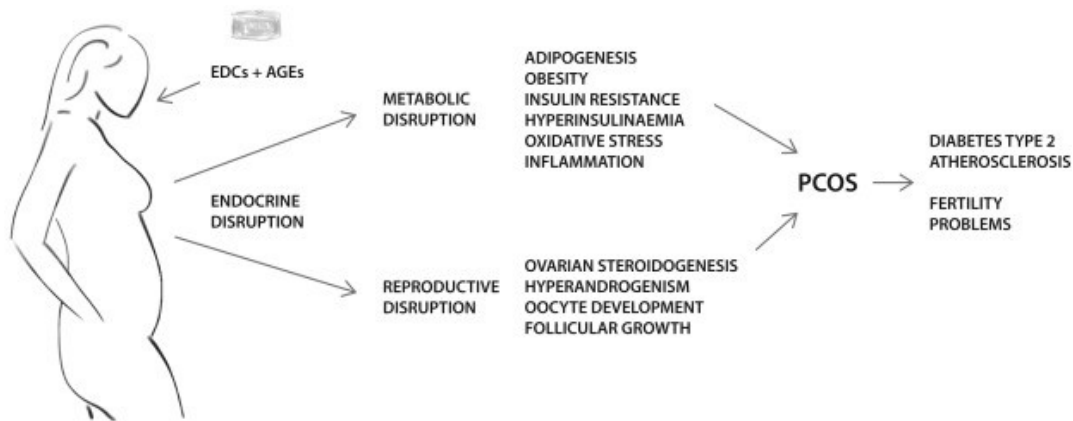 EDCs + AGEs
ENDOCRINE
DISRUPTION
METABOLIC
DISRUPTION
ADIPOGENESIS
OBESITY
INSULIN RESISTANCE
HYPERINSULINAEMIA
OXIDATIVE STRESS
INFLAMMATION
REPRODUCTIVE
DISRUPTION
OVARIAN STEROIDOGENESIS
HYPERANDROGENISM
OOCYTE DEVELOPMENT
FOLLICULAR GROWTH
PCOS
DIABETES TYPE 2
ATHEROSCLEROSIS
FERTILITY
PROBLEMS